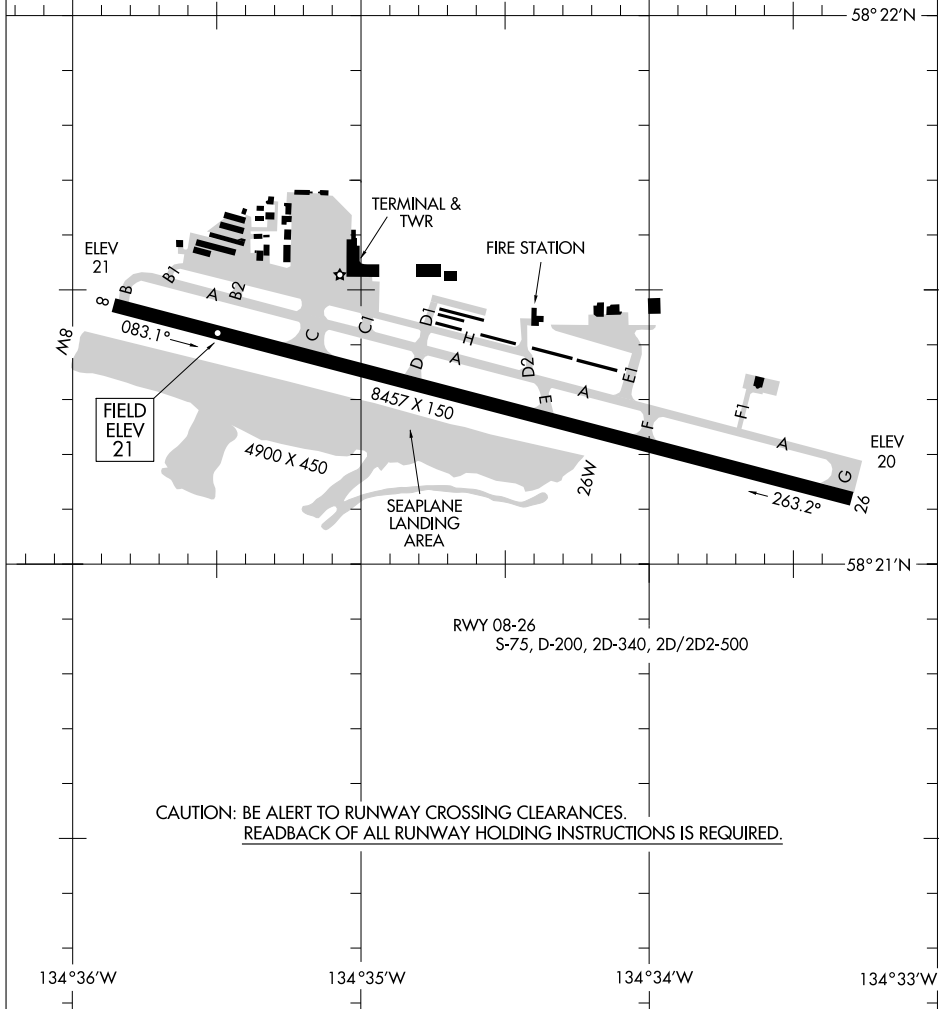 58°22'N
TERMINAL &
TWR
FIRE STATION
ELEV
21
B1
A
B2
B
8
C
C1
D1
H
083.1°
W8
D
A
D2
E1
A
E
8457 X 150
F1
FIELD
ELEV
21
F
A
ELEV
20
4900 X 450
26W
G
263.2°
26
SEAPLANE
LANDING
AREA
58°21'N
RWY 08-26
S-75, D-200, 2D-340, 2D/2D2-500
CAUTION: BE ALERT TO RUNWAY CROSSING CLEARANCES.
READBACK OF ALL RUNWAY HOLDING INSTRUCTIONS IS REQUIRED.
134°36'W
134°35'W
134°34'W
134°33'W